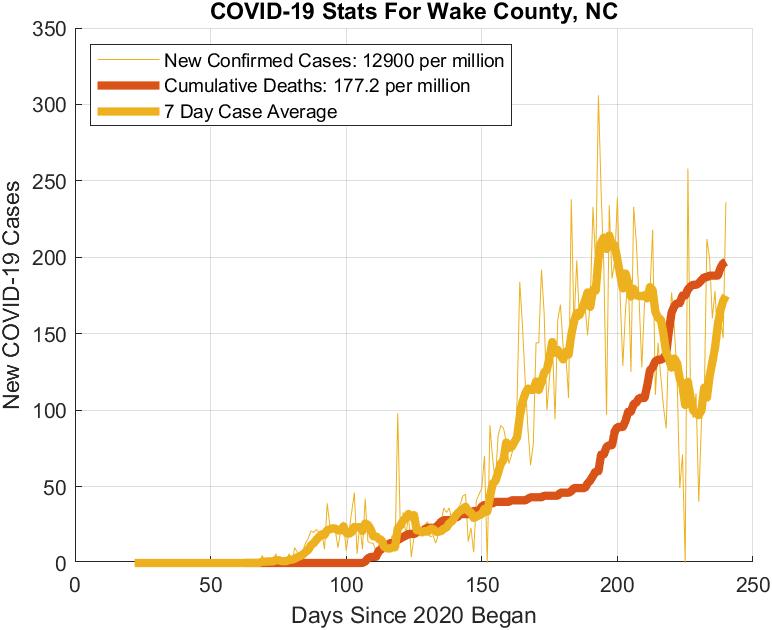 COVID-19 Stats For Wake County, NC
350
New Confirmed Cases: 12900 per million
Cumulative Deaths: 177.2 per million
7 Day Case Average
300
250
200
150
100
50
0
New COVID-19 Cases
0 50 100 150 200 250
Days Since 2020 Began